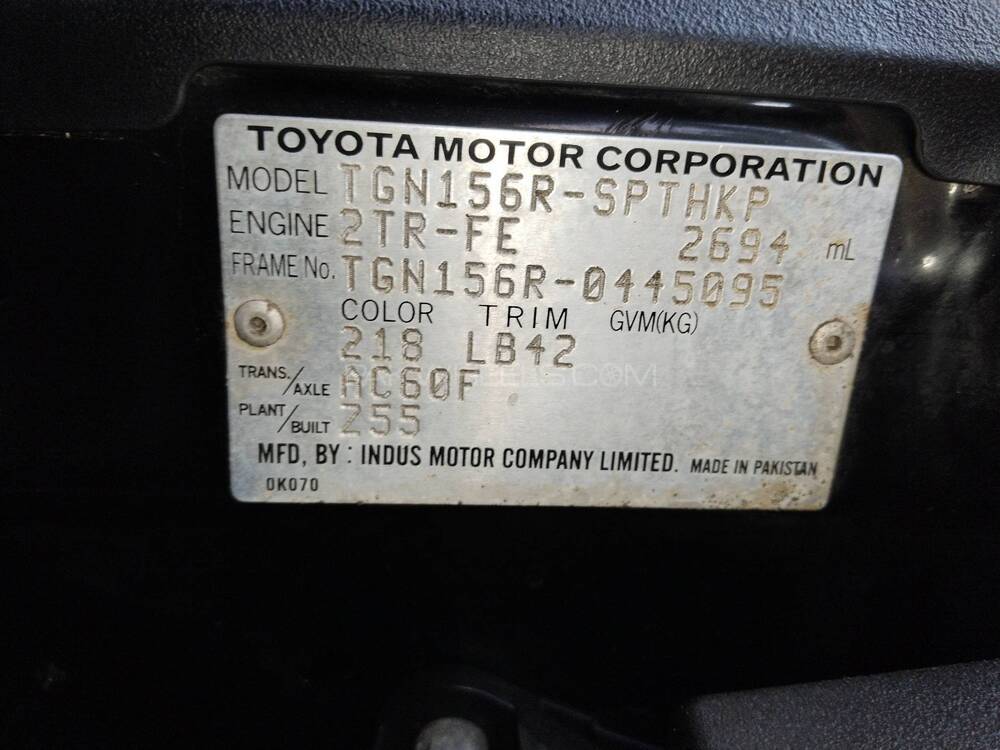 TOYOTA MOTOR CORPORATION
MODEL TGN156R-SPTHKP
ENGINE 2TR-FE 2694 mL
FRAME No. TGN156R-0445095
COLOR TRIM GVM(KG)
218 LB42
TRANS./AXLE AC60F
PLANT/BUILT Z55
MFD, BY : INDUS MOTOR COMPANY LIMITED. MADE IN PAKISTAN
0K070